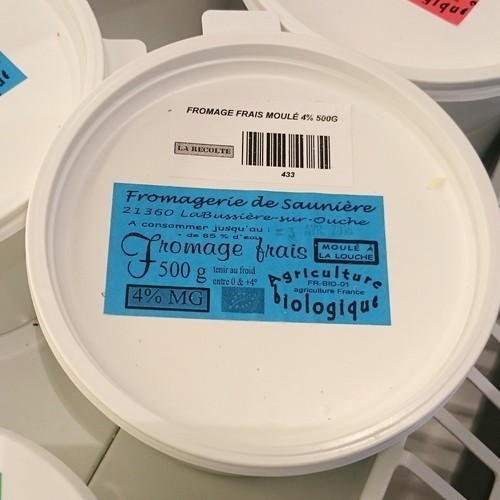 FROMAGE FRAIS MOULÉ 4% 500G
LA RECOLTE
433
Fromagerie de Saunière
21360 LaBussière-sur-Ouche
A consommer jusqu'au :
- de 85 % d'eau
Fromage frais
MOULÉ A
LA LOUCHE
500 g
tenir au froid
entre 0 & +4°
4% MG
Agriculture
FR-BIO-01
agriculture France
biologique